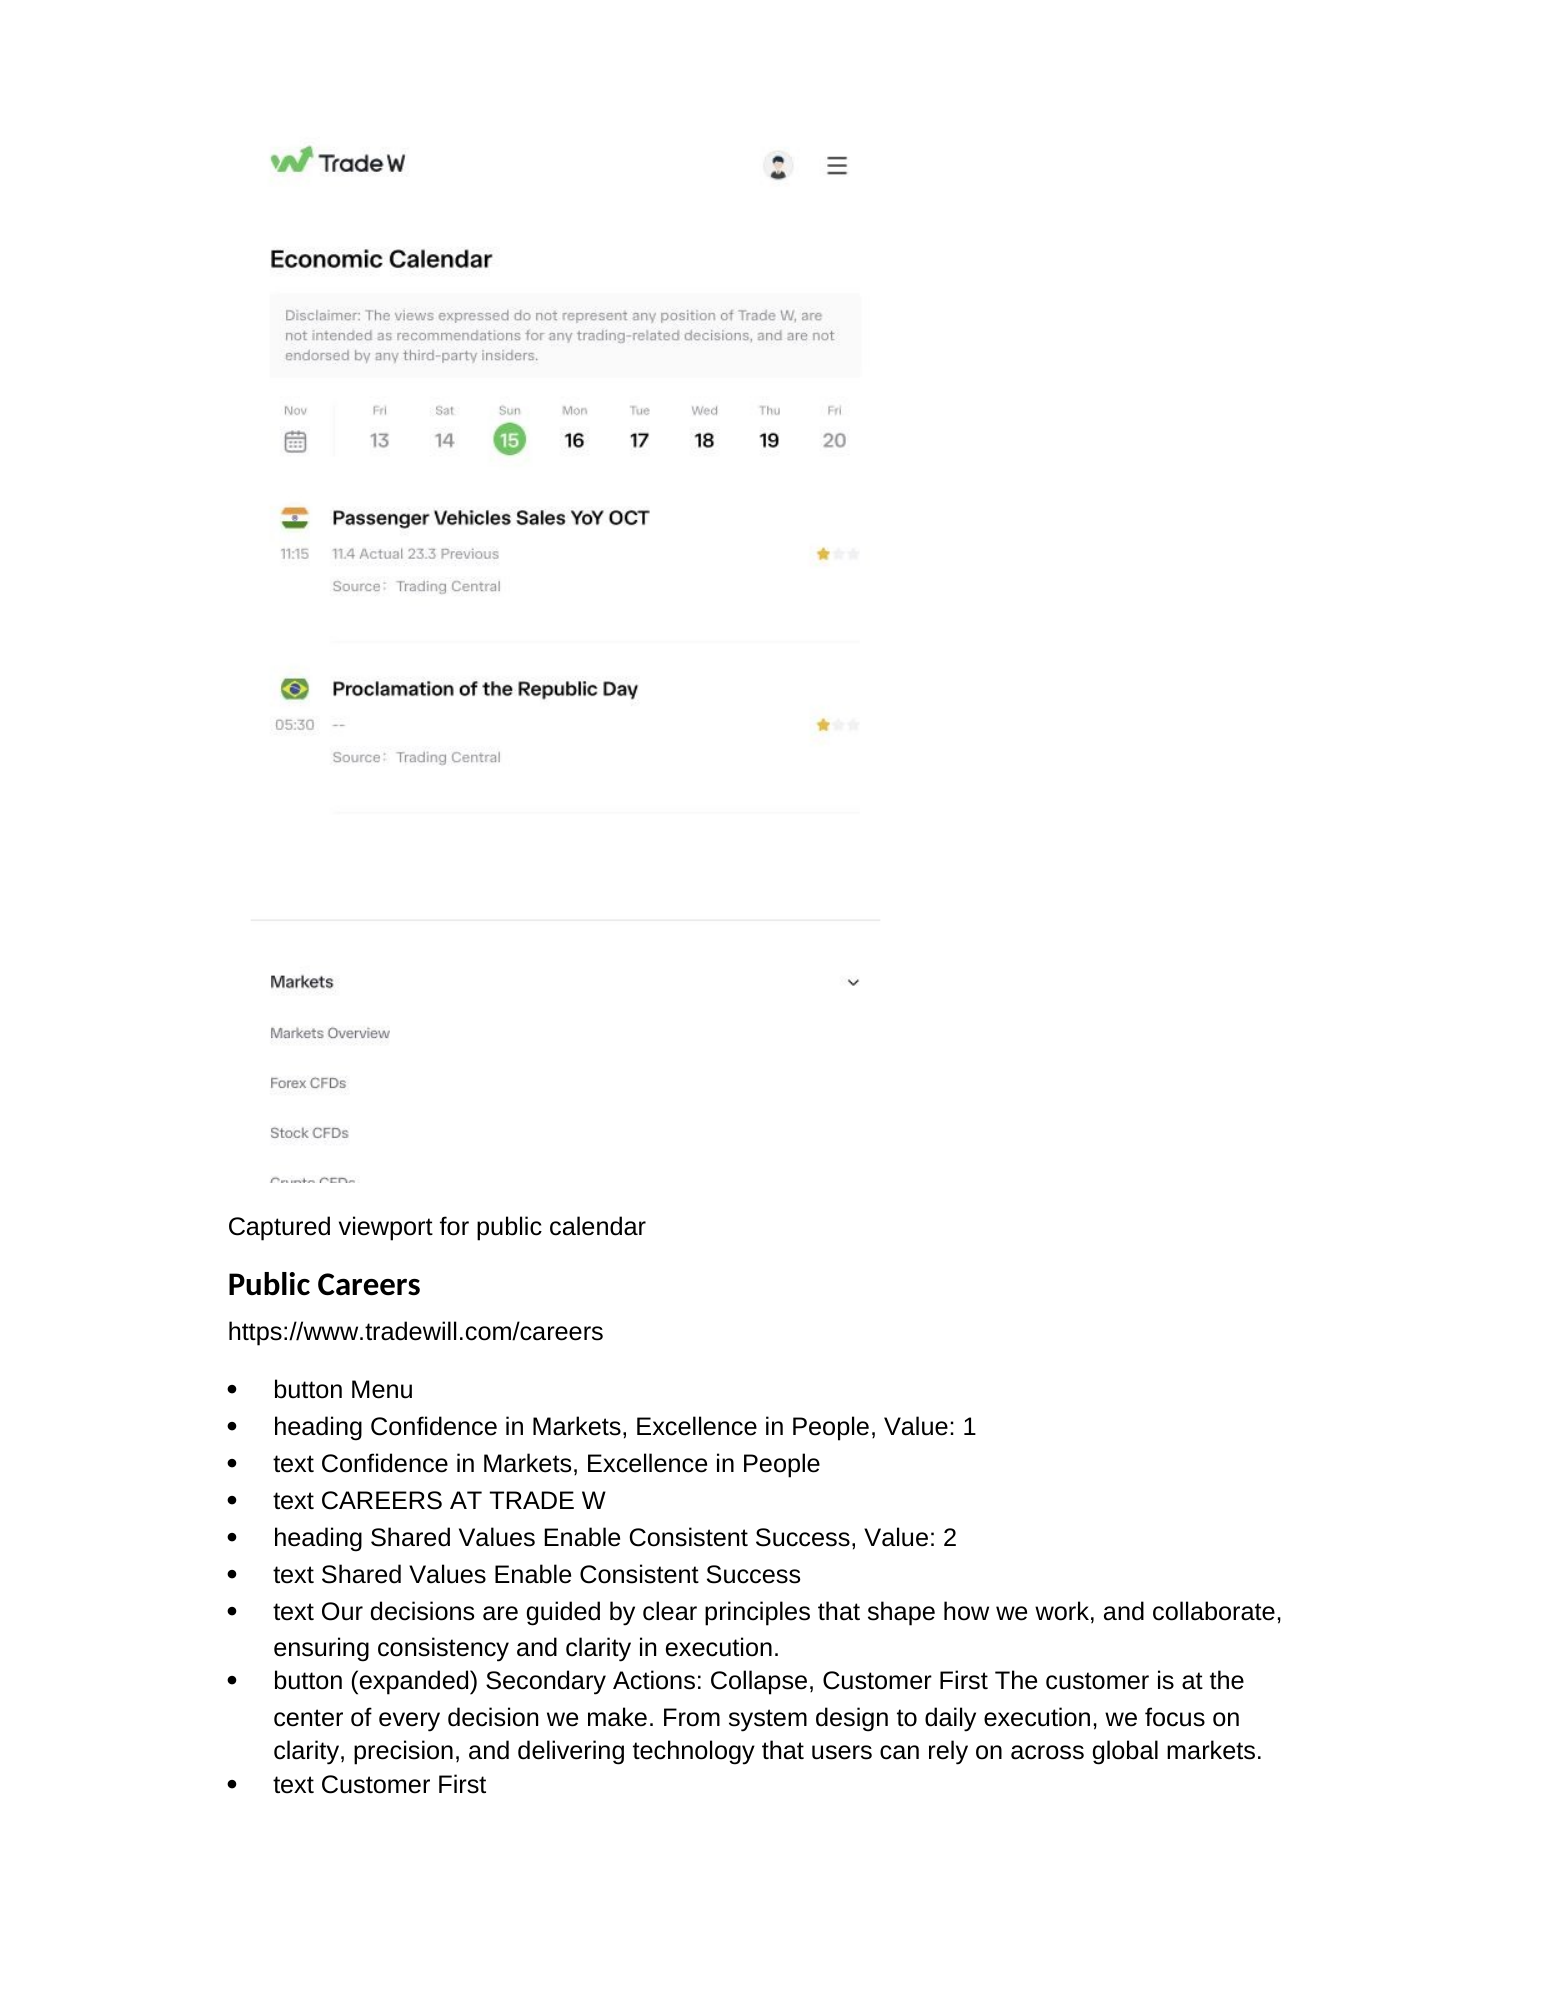 Trade W
Economic Calendar
Disclaimer: The views expressed do not represent any position of Trade W, are
not intended as recommendations for any trading-related decisions, and are not
endorsed by any third-party insiders.
Nov Fri Sat Sun Mon Tue Wed Thu Fri
13 14 15 16 17 18 19 20
Passenger Vehicles Sales YoY OCT
11:15 11.4 Actual 23.3 Previous
Source: Trading Central
Proclamation of the Republic Day
05:30 --
Source: Trading Central
Markets
Markets Overview
Forex CFDs
Stock CFDs
Crypto CFDs
Captured viewport for public calendar
Public Careers
https://www.tradewill.com/careers
• button Menu
• heading Confidence in Markets, Excellence in People, Value: 1
• text Confidence in Markets, Excellence in People
• text CAREERS AT TRADE W
• heading Shared Values Enable Consistent Success, Value: 2
• text Shared Values Enable Consistent Success
• text Our decisions are guided by clear principles that shape how we work, and collaborate,
ensuring consistency and clarity in execution.
• button (expanded) Secondary Actions: Collapse, Customer First The customer is at the
center of every decision we make. From system design to daily execution, we focus on
clarity, precision, and delivering technology that users can rely on across global markets.
• text Customer First